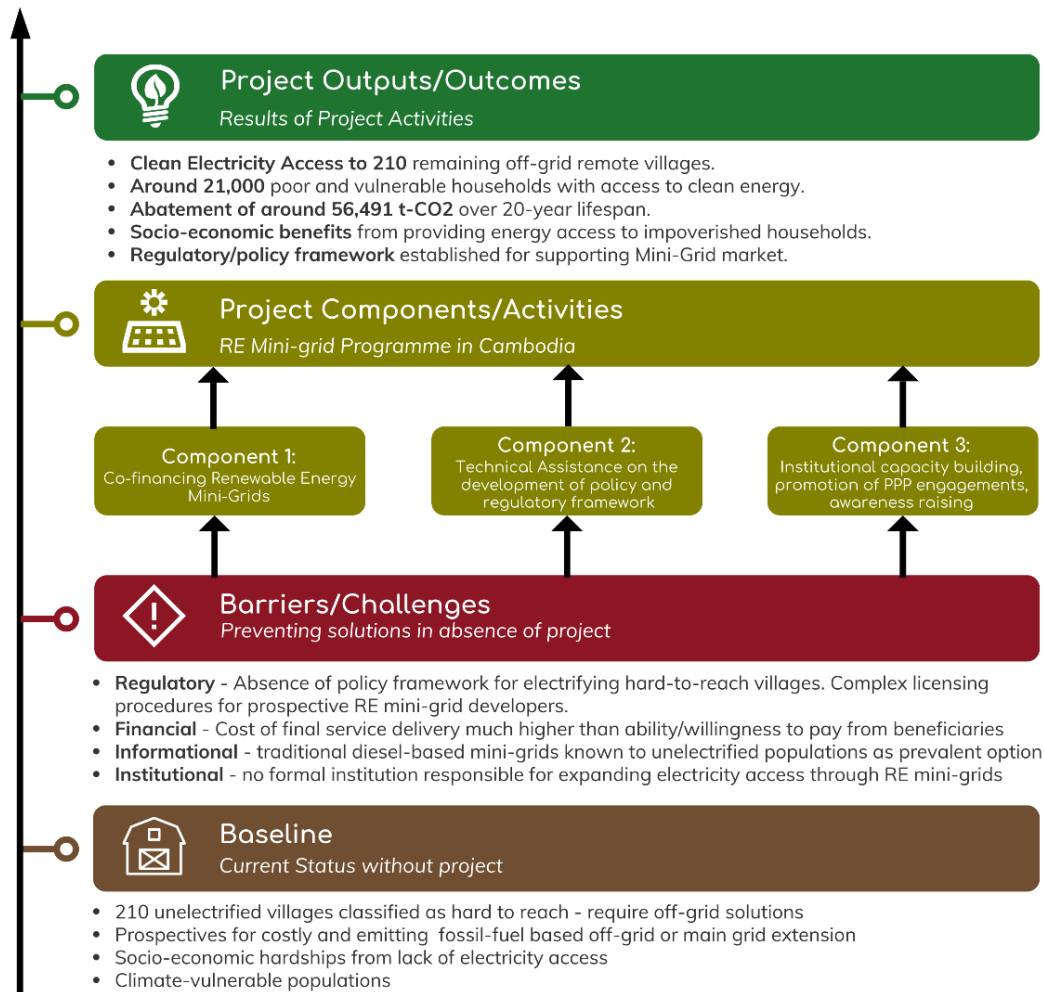 Project Outputs/Outcomes
Results of Project Activities
• Clean Electricity Access to 210 remaining off-grid remote villages.
• Around 21,000 poor and vulnerable households with access to clean energy.
• Abatement of around 56,491 t-CO2 over 20-year lifespan.
• Socio-economic benefits from providing energy access to impoverished households.
• Regulatory/policy framework established for supporting Mini-Grid market.
Project Components/Activities
RE Mini-grid Programme in Cambodia
Component 1:
Co-financing Renewable Energy
Mini-Grids
Component 2:
Technical Assistance on the
development of policy and
regulatory framework
Component 3:
Institutional capacity building,
promotion of PPP engagements,
awareness raising
Barriers/Challenges
Preventing solutions in absence of project
• Regulatory - Absence of policy framework for electrifying hard-to-reach villages. Complex licensing
procedures for prospective RE mini-grid developers.
• Financial - Cost of final service delivery much higher than ability/willingness to pay from beneficiaries
• Informational - traditional diesel-based mini-grids known to unelectrified populations as prevalent option
• Institutional - no formal institution responsible for expanding electricity access through RE mini-grids
Baseline
Current Status without project
• 210 unelectrified villages classified as hard to reach - require off-grid solutions
• Prospectives for costly and emitting fossil-fuel based off-grid or main grid extension
• Socio-economic hardships from lack of electricity access
• Climate-vulnerable populations